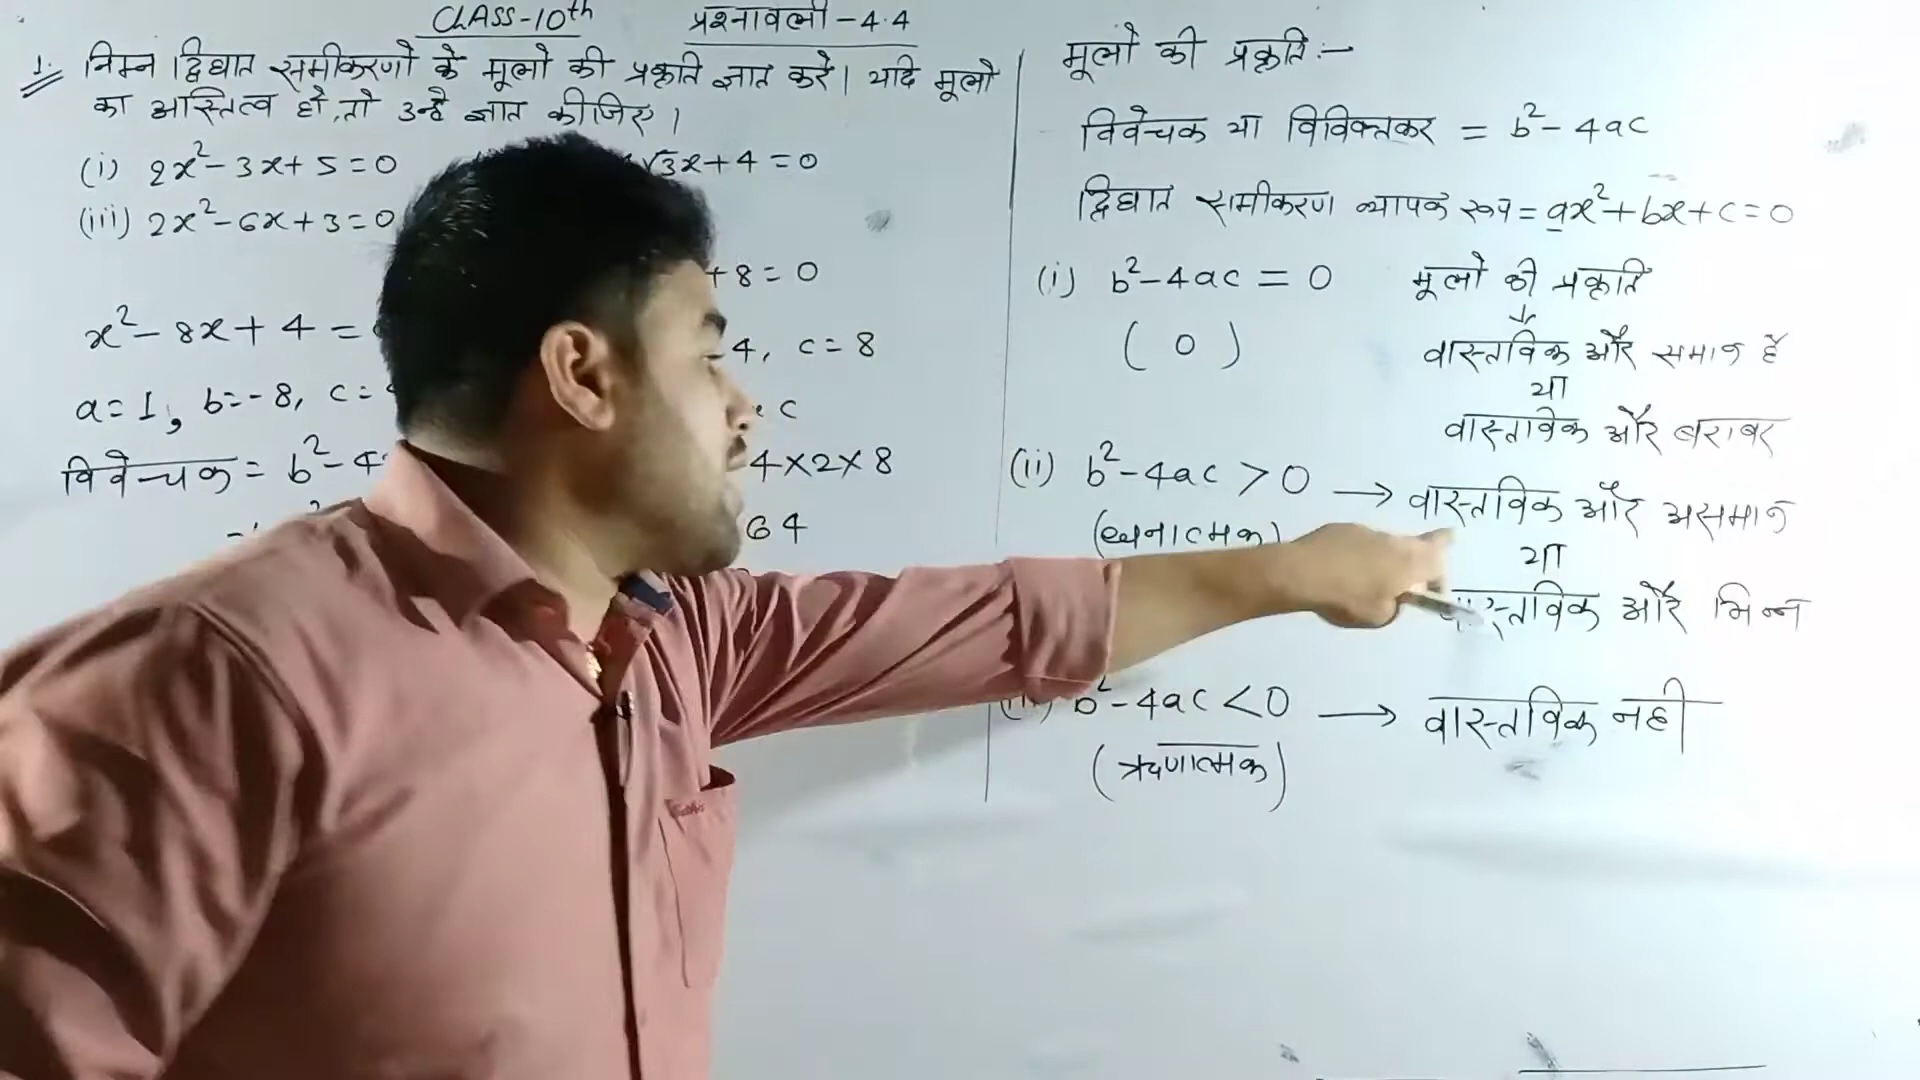 CLASS-10th प्रश्नावली-4.4
1. निम्न द्विघात समीकरणों के मूलों की प्रकृति ज्ञात करें। यदि मूलो
का अस्तित्व हो, तो उन्हे ज्ञात कीजिए।
(i) 2x²-3x+5=0
√3x+4=0
(iii) 2x²-6x+3=0
+8=0
x²-8x+4=
4, c=8
a=1, b=-8, c=
c
विवेचक= b²-4
4×2×8
64
मूलो की प्रकृति:-
विवेचक या विविक्तकर = b²-4ac
द्विघात समीकरण व्यापक रूप=ax²+bx+c=0
(i) b²-4ac=0 मूलो की प्रकृति
(0) वास्तविक और समान है
या
वास्तविक और बराबर
(ii) b²-4ac>0 → वास्तविक और असमान
(धनात्मक)
या
वास्तविक और भिन्न
b²-4ac<0 → वास्तविक नही
(ऋणात्मक)